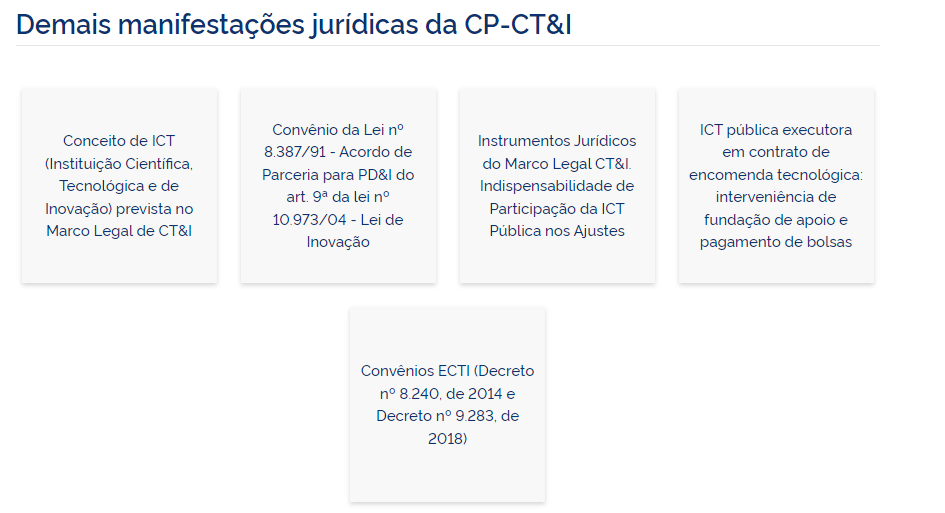 Demais manifestações jurídicas da CP-CT&I
Conceito de ICT
(Instituição Científica,
Tecnológica e de
Inovação) prevista no
Marco Legal de CT&I
Convênio da Lei nº
8.387/91 - Acordo de
Parceria para PD&I do
art. 9ª da lei nº
10.973/04 - Lei de
Inovação
Instrumentos Jurídicos
do Marco Legal CT&I.
Indispensabilidade de
Participação da ICT
Pública nos Ajustes
ICT pública executora
em contrato de
encomenda tecnológica:
interveniência de
fundação de apoio e
pagamento de bolsas
Convênios ECTI (Decreto
nº 8.240, de 2014 e
Decreto nº 9.283, de
2018)